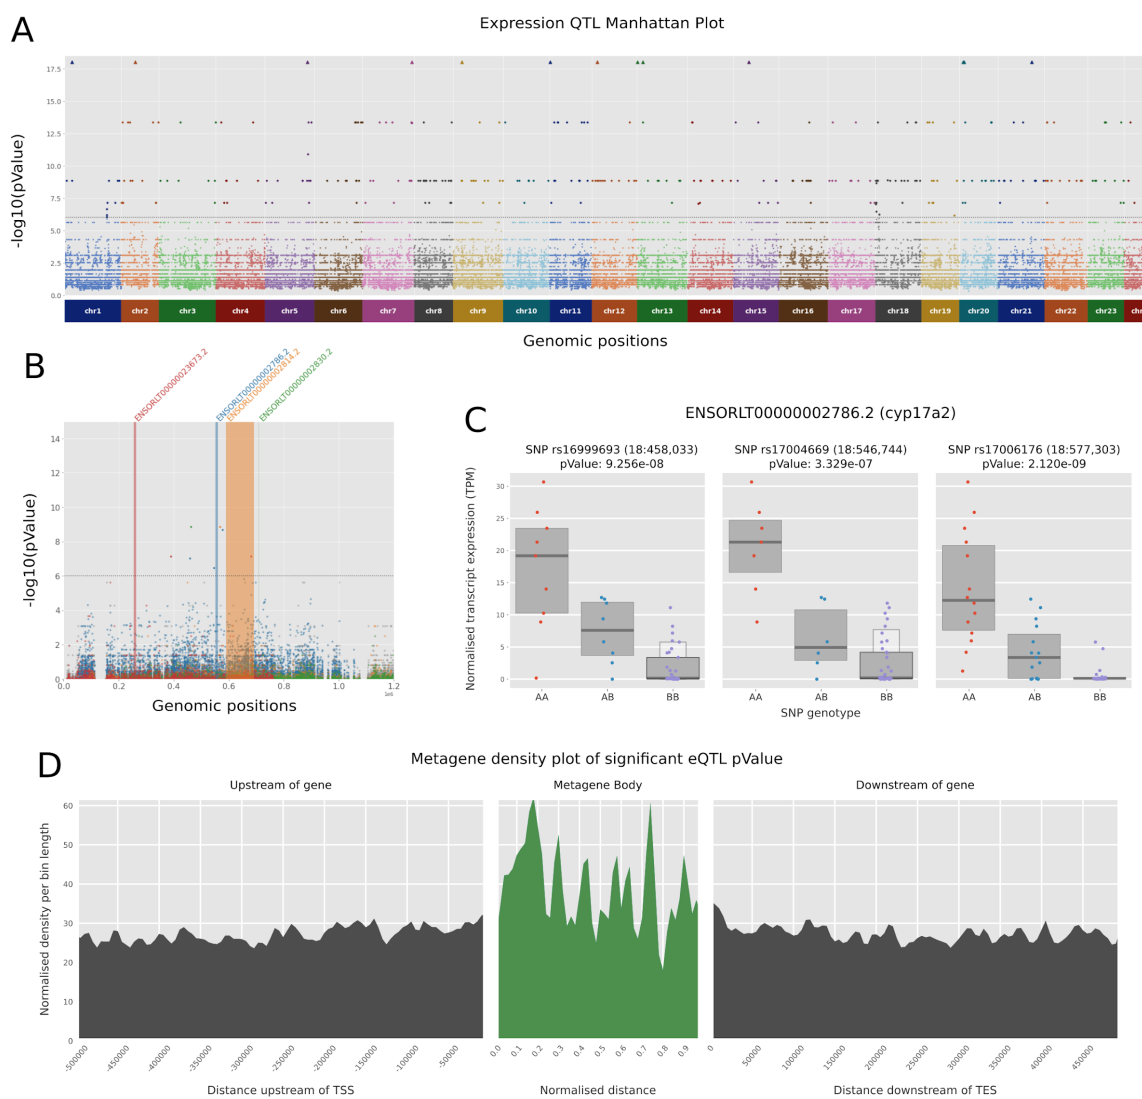 A
Expression QTL Manhattan Plot
-log10(pValue)
17.5
15.0
12.5
10.0
7.5
5.0
2.5
0.0
chr1 chr2 chr3 chr4 chr5 chr6 chr7 chr8 chr9 chr10 chr11 chr12 chr13 chr14 chr15 chr16 chr17 chr18 chr19 chr20 chr21 chr22 chr23 chr
Genomic positions
B
ENSORLT00000023673.2
ENSORLT00000002786.2
ENSORLT00000002814.2
ENSORLT00000002830.2
-log10(pValue)
14
12
10
8
6
4
2
0
0.0 0.2 0.4 0.6 0.8 1.0 1.2
1e6
Genomic positions
C
ENSORLT00000002786.2 (cyp17a2)
SNP rs16999693 (18:458,033)
pValue: 9.256e-08
SNP rs17004669 (18:546,744)
pValue: 3.329e-07
SNP rs17006176 (18:577,303)
pValue: 2.120e-09
Normalised transcript expression (TPM)
30
25
20
15
10
5
0
AA AB BB
AA AB BB
AA AB BB
SNP genotype
D
Metagene density plot of significant eQTL pValue
Upstream of gene
Metagene Body
Downstream of gene
Normalised density per bin length
60
50
40
30
20
10
0
-500000 -450000 -400000 -350000 -300000 -250000 -200000 -150000 -100000 -50000
0.0 0.1 0.2 0.3 0.4 0.5 0.6 0.7 0.8 0.9
0 50000 100000 150000 200000 250000 300000 350000 400000 450000
Distance upstream of TSS
Normalised distance
Distance downstream of TES